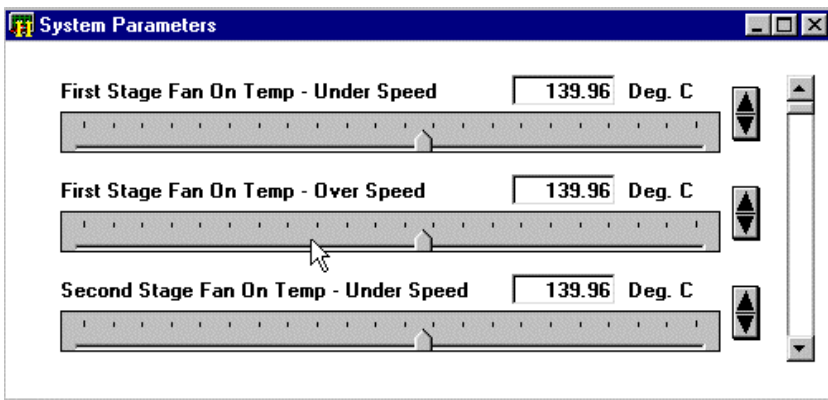 System Parameters
First Stage Fan On Temp - Under Speed 139.96 Deg. C
First Stage Fan On Temp - Over Speed 139.96 Deg. C
Second Stage Fan On Temp - Under Speed 139.96 Deg. C